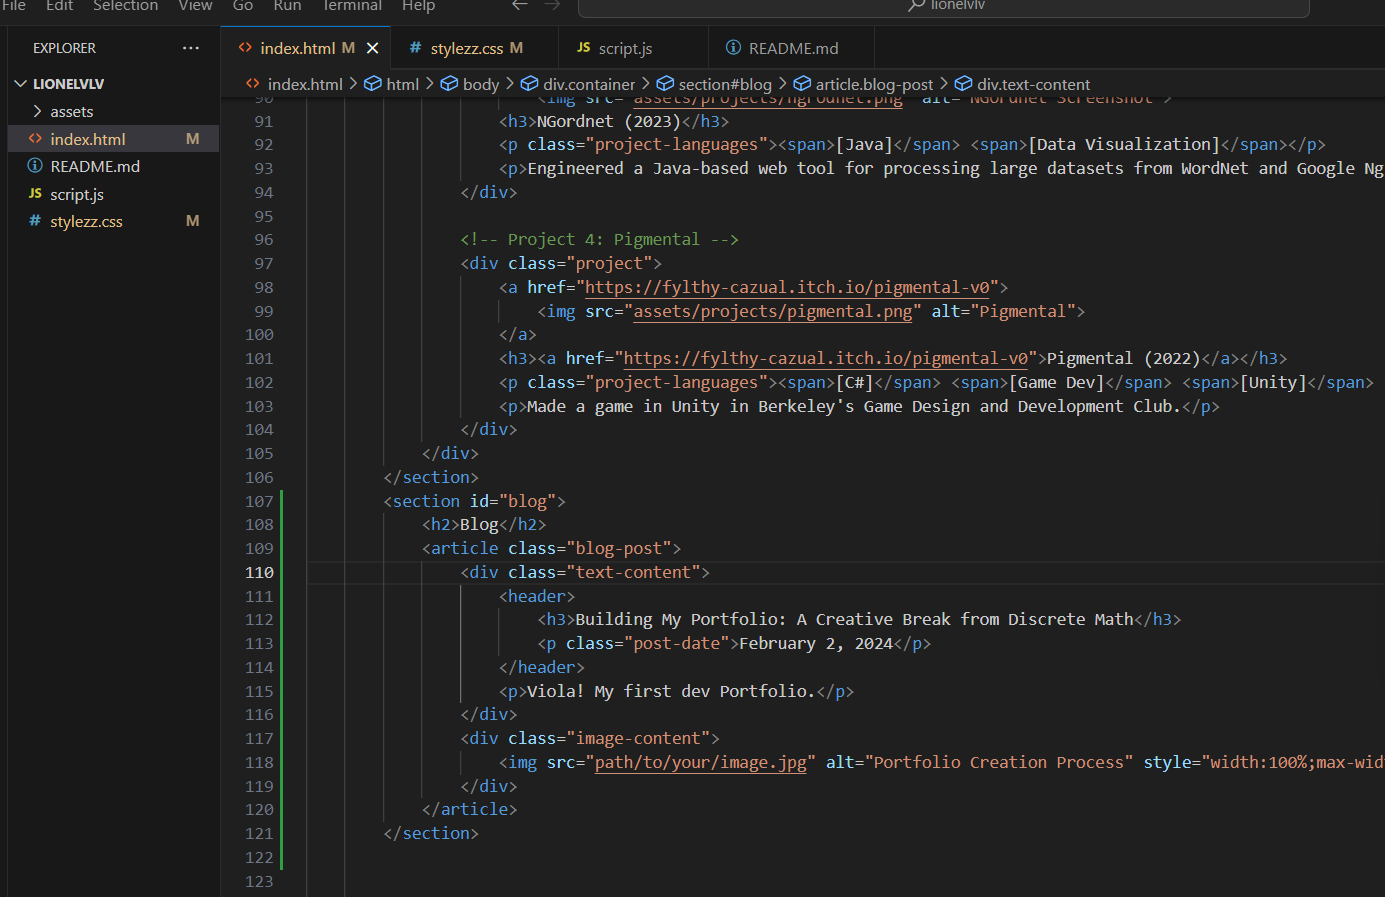 File Edit Selection View Go Run Terminal Help lionelvlv
EXPLORER
LIONELVLV
assets
index.html M
README.md
script.js
stylezz.css M
index.html M
stylezz.css M
script.js
README.md
index.html > html > body > div.container > section#blog > article.blog-post > div.text-content
90 <img src="assets/projects/ngrodnet.png" alt="NGordnet Screenshot">
91 <h3>NGordnet (2023)</h3>
92 <p class="project-languages"><span>[Java]</span> <span>[Data Visualization]</span></p>
93 <p>Engineered a Java-based web tool for processing large datasets from WordNet and Google Ng
94 </div>
95
96 <!-- Project 4: Pigmental -->
97 <div class="project">
98 <a href="https://fylthy-cazual.itch.io/pigmental-v0">
99 <img src="assets/projects/pigmental.png" alt="Pigmental">
100 </a>
101 <h3><a href="https://fylthy-cazual.itch.io/pigmental-v0">Pigmental (2022)</a></h3>
102 <p class="project-languages"><span>[C#]</span> <span>[Game Dev]</span> <span>[Unity]</span>
103 <p>Made a game in Unity in Berkeley's Game Design and Development Club.</p>
104 </div>
105 </div>
106 </section>
107 <section id="blog">
108 <h2>Blog</h2>
109 <article class="blog-post">
110 <div class="text-content">
111 <header>
112 <h3>Building My Portfolio: A Creative Break from Discrete Math</h3>
113 <p class="post-date">February 2, 2024</p>
114 </header>
115 <p>Viola! My first dev Portfolio.</p>
116 </div>
117 <div class="image-content">
118 <img src="path/to/your/image.jpg" alt="Portfolio Creation Process" style="width:100%;max-wid
119 </div>
120 </article>
121 </section>
122
123